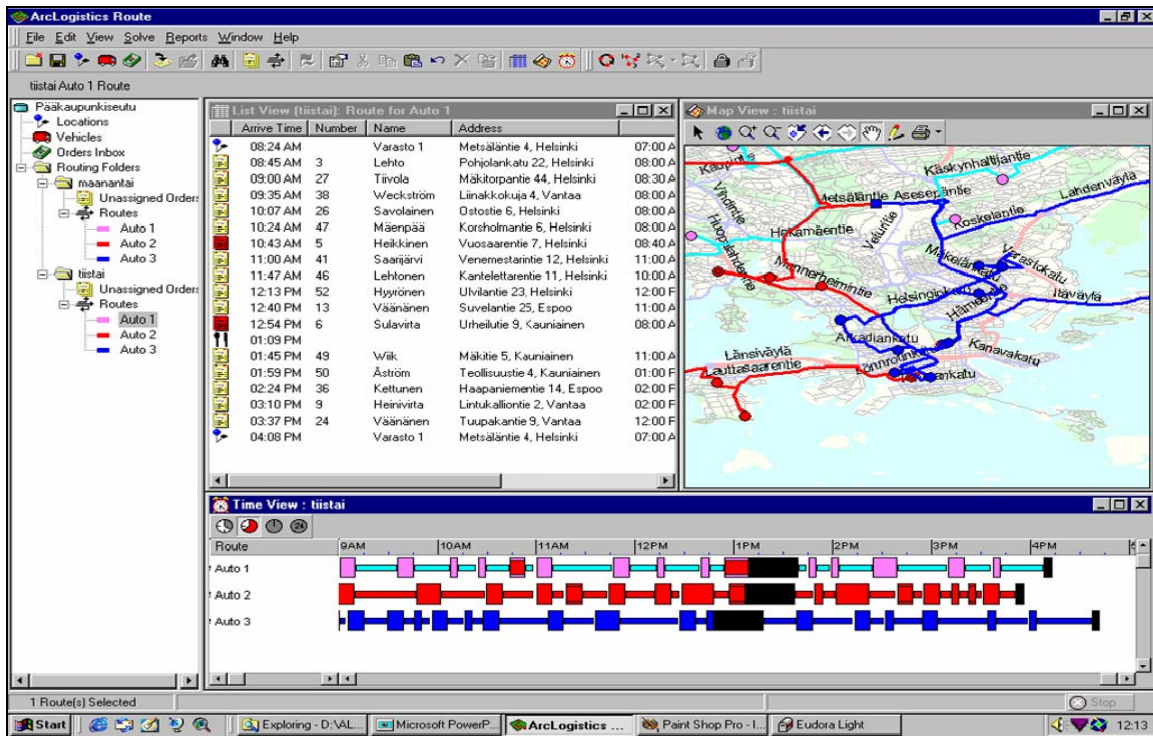 ArcLogistics Route
File Edit View Solve Reports Window Help
tiistai Auto 1 Route
Pääkaupunkiseutu
Locations
Vehicles
Orders Inbox
Routing Folders
maanantai
Unassigned Orders
Routes
Auto 1
Auto 2
Auto 3
tiistai
Unassigned Orders
Routes
Auto 1
Auto 2
Auto 3
List View (tiistai): Route for Auto 1
Arrive Time Number Name Address
08:24 AM Varasto 1 Metsäläntie 4, Helsinki 07:00 A
08:45 AM 3 Lehto Pohjolankatu 22, Helsinki 08:00 A
09:00 AM 27 Tiivola Mäkitorpantie 44, Helsinki 08:30 A
09:35 AM 38 Weckström Liinakkokuja 4, Vantaa 08:00 A
10:07 AM 26 Savolainen Ostostie 6, Helsinki 08:00 A
10:24 AM 47 Mäenpää Korsholmantie 6, Helsinki 08:00 A
10:43 AM 5 Heikkinen Vuosaarentie 7, Helsinki 08:40 A
11:00 AM 41 Saarijärvi Venemestarintie 12, Helsinki 11:00 A
11:47 AM 46 Lehtonen Kantelettarentie 11, Helsinki 10:00 A
12:13 PM 52 Hyyrönen Ulvilantie 23, Helsinki 12:00 F
12:40 PM 13 Väänänen Suvelantie 25, Espoo 11:00 A
12:54 PM 6 Sulavirta Urheilutie 9, Kauniainen 08:00 A
01:09 PM
01:45 PM 49 Wiik Mäkitie 5, Kauniainen 11:00 A
01:59 PM 50 Åström Teollisuustie 4, Kauniainen 01:00 F
02:24 PM 36 Kettunen Haapaniementie 14, Espoo 02:00 F
03:10 PM 9 Heinivirta Lintukalliontie 2, Vantaa 02:00 F
03:37 PM 24 Väänänen Tuupakantie 9, Vantaa 12:00 F
04:08 PM Varasto 1 Metsäläntie 4, Helsinki 07:00 A
Map View : tiistai
Kaupintie
Käskynhaltijantie
Vihdintie
Metsäläntie
Asesepäntie
Lahdenväylä
Huopalahdentie
Hakamäentie
Veturitie
Koskelantie
Mannerheimintie
Mäkelänkatu
Varastokatu
Helsinginkatu
Hämeentie
Itäväylä
Arkadiankatu
Länsiväylä
Kanavakatu
Lauttasaarentie
Time View : tiistai
Route 9AM 10AM 11AM 12PM 1PM 2PM 3PM 4PM
Auto 1
Auto 2
Auto 3
1 Route(s) Selected
Stop
Start Exploring - D:\AL... Microsoft PowerP... ArcLogistics ... Paint Shop Pro - I... Eudora Light 12:13